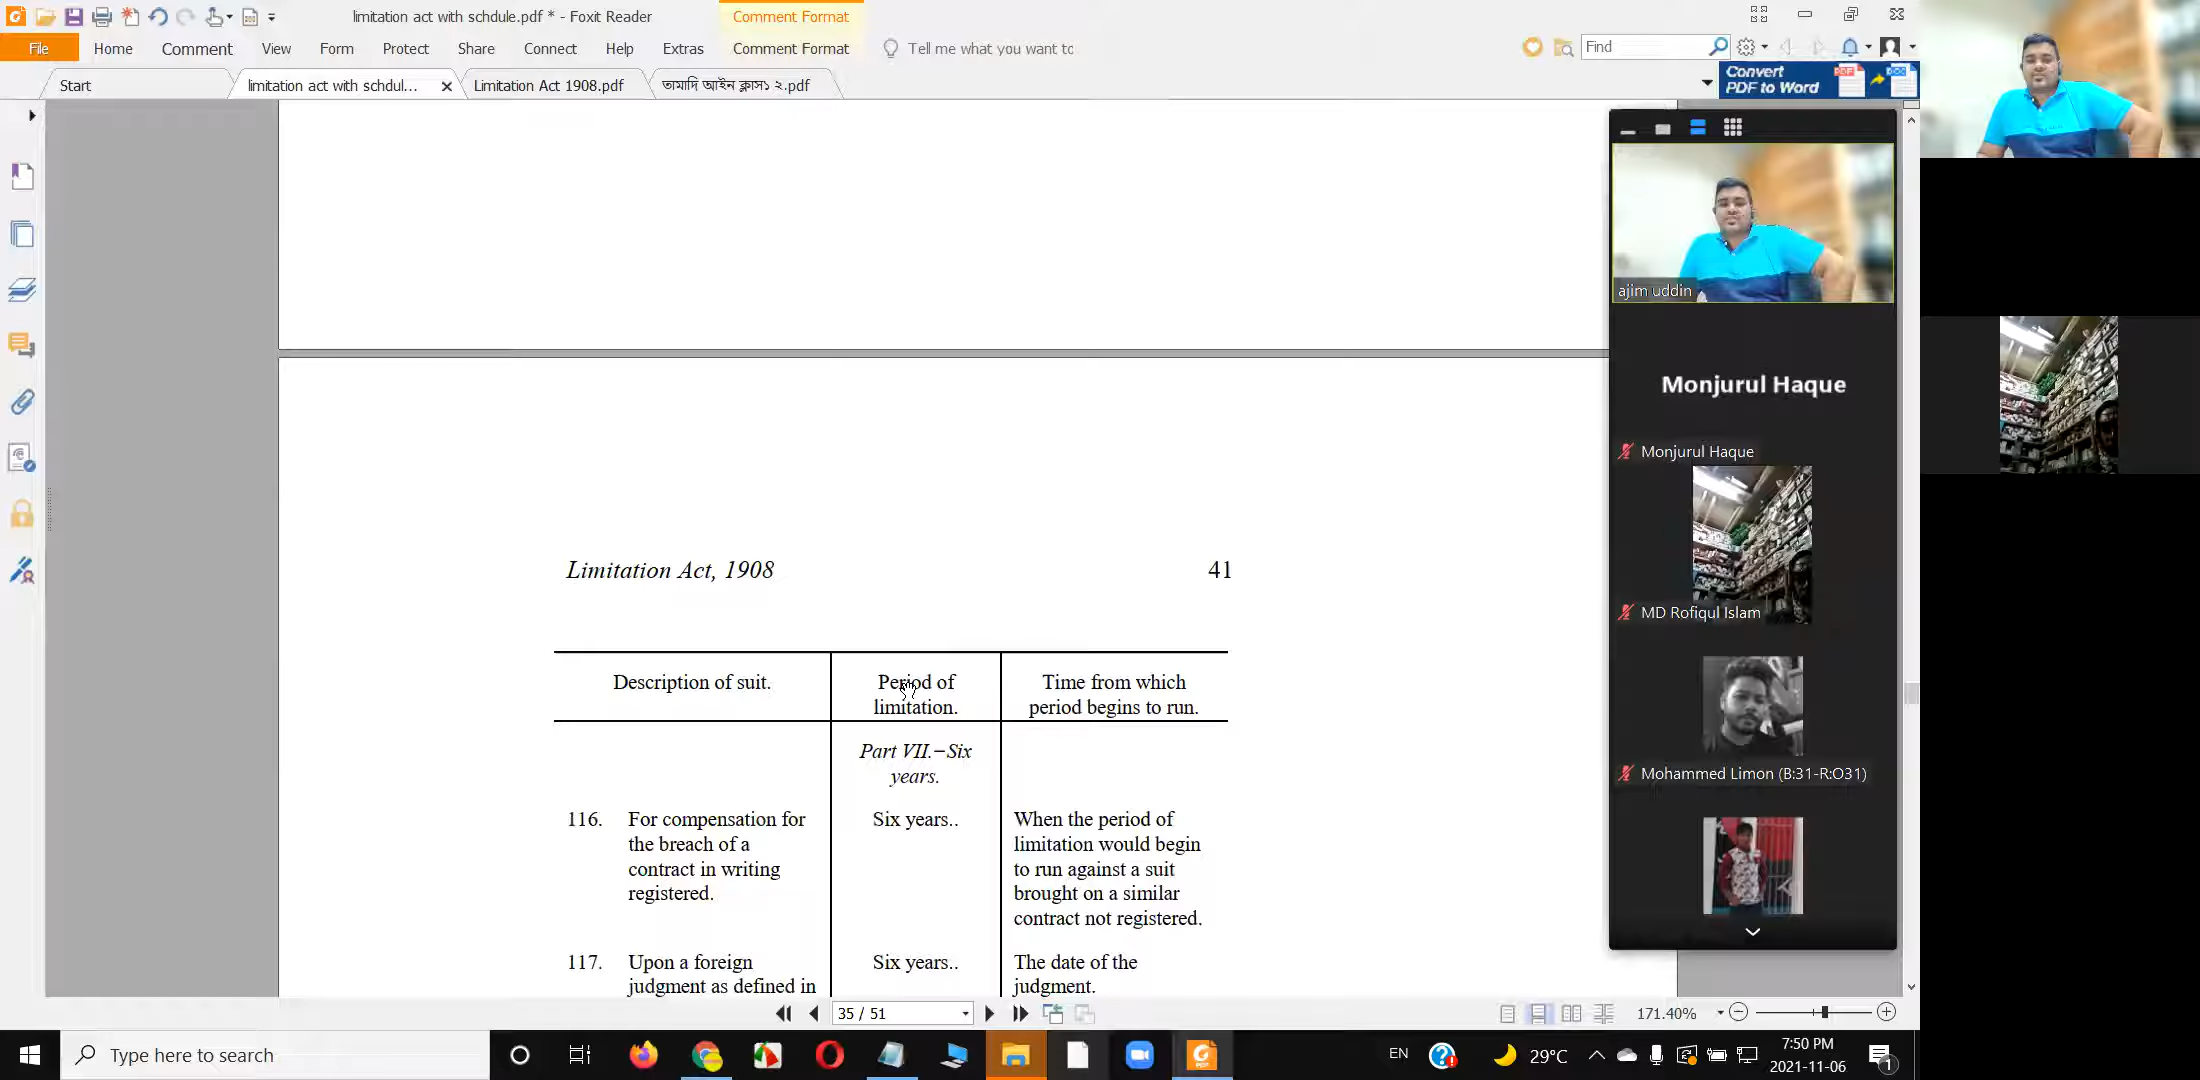 limitation act with schdule.pdf * - Foxit Reader
Comment Format
File
Home
Comment
View
Form
Protect
Share
Connect
Help
Extras
Comment Format
Tell me what you want tc
Find
Start
limitation act with schdul...
Limitation Act 1908.pdf
তামাদি আইন ক্লাস১ ২.pdf
Convert
PDF to Word
ajim uddin
Monjurul Haque
Monjurul Haque
MD Rofiqul Islam
Mohammed Limon (B:31-R:O31)
Limitation Act, 1908
41
Description of suit.
Period of
limitation.
Time from which
period begins to run.
Part VII.–Six
years.
116. For compensation for
the breach of a
contract in writing
registered.
Six years..
When the period of
limitation would begin
to run against a suit
brought on a similar
contract not registered.
117. Upon a foreign
judgment as defined in
Six years..
The date of the
judgment.
35 / 51
171.40%
Type here to search
EN
29°C
7:50 PM
2021-11-06
1